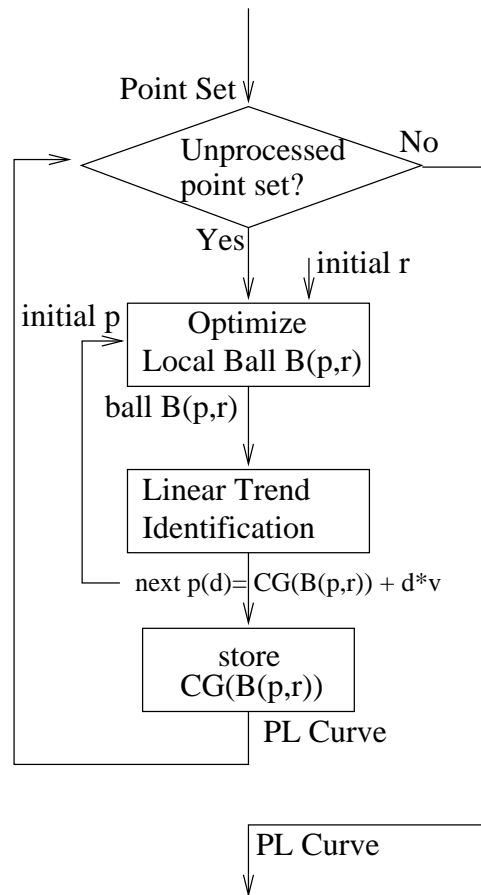 Point Set
No
Unprocessed
point set?
Yes
initial r
initial p
Optimize
Local Ball B(p,r)
ball B(p,r)
Linear Trend
Identification
next p(d)= CG(B(p,r)) + d*v
store
CG(B(p,r))
PL Curve
PL Curve